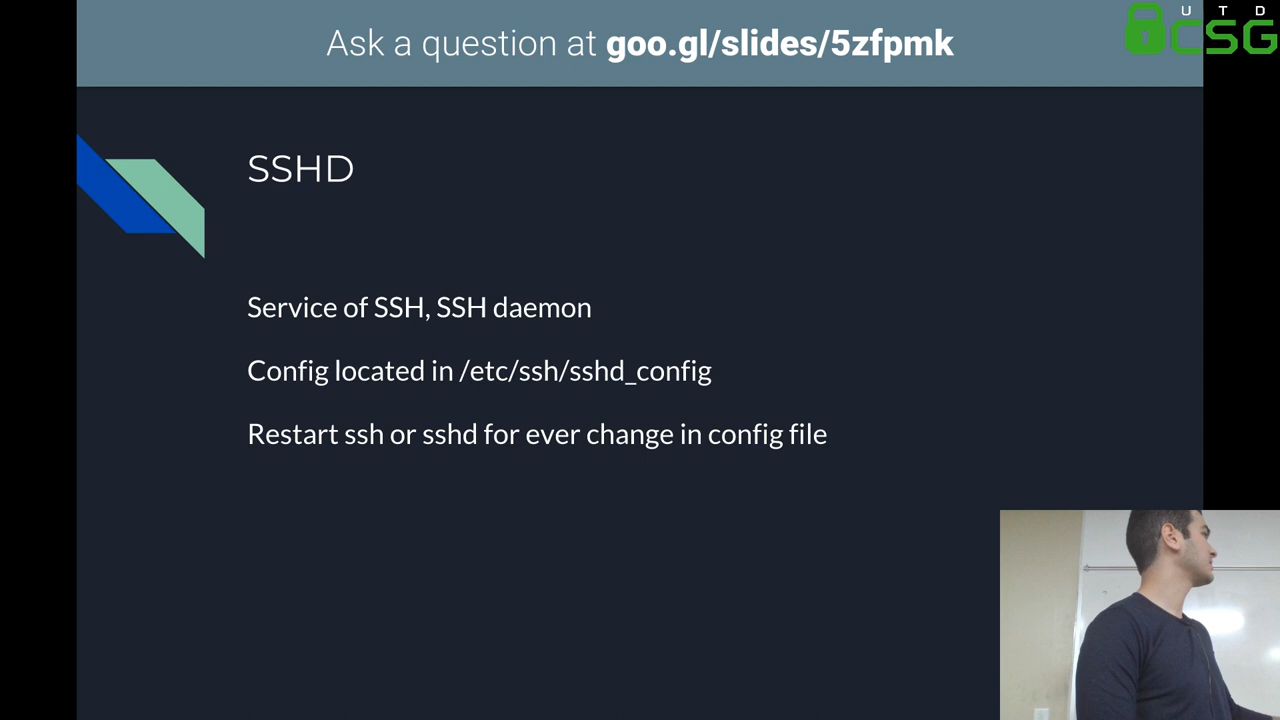 Ask a question at goo.gl/slides/5zfpmk
UTD
CSG
SSHD
Service of SSH, SSH daemon
Config located in /etc/ssh/sshd_config
Restart ssh or sshd for ever change in config file